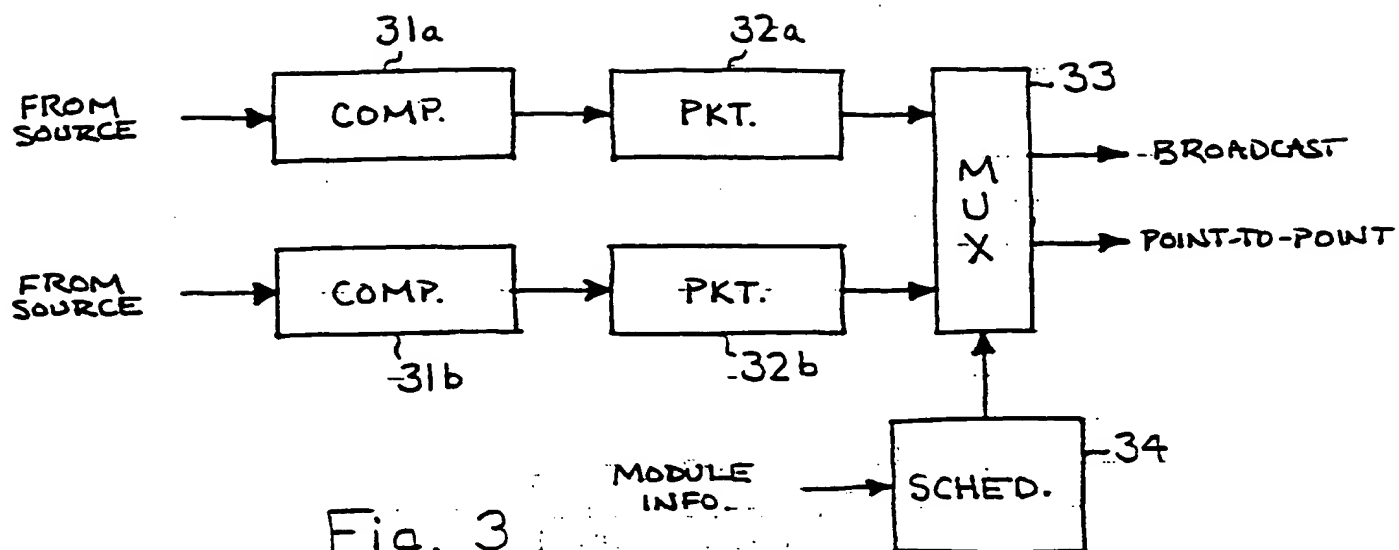 31a
32a
FROM
SOURCE
COMP.
PKT.
33
MUX
BROADCAST
POINT-TO-POINT
FROM
SOURCE
COMP.
PKT.
31b
32b
34
MODULE
INFO.
SCHED.
Fig. 3